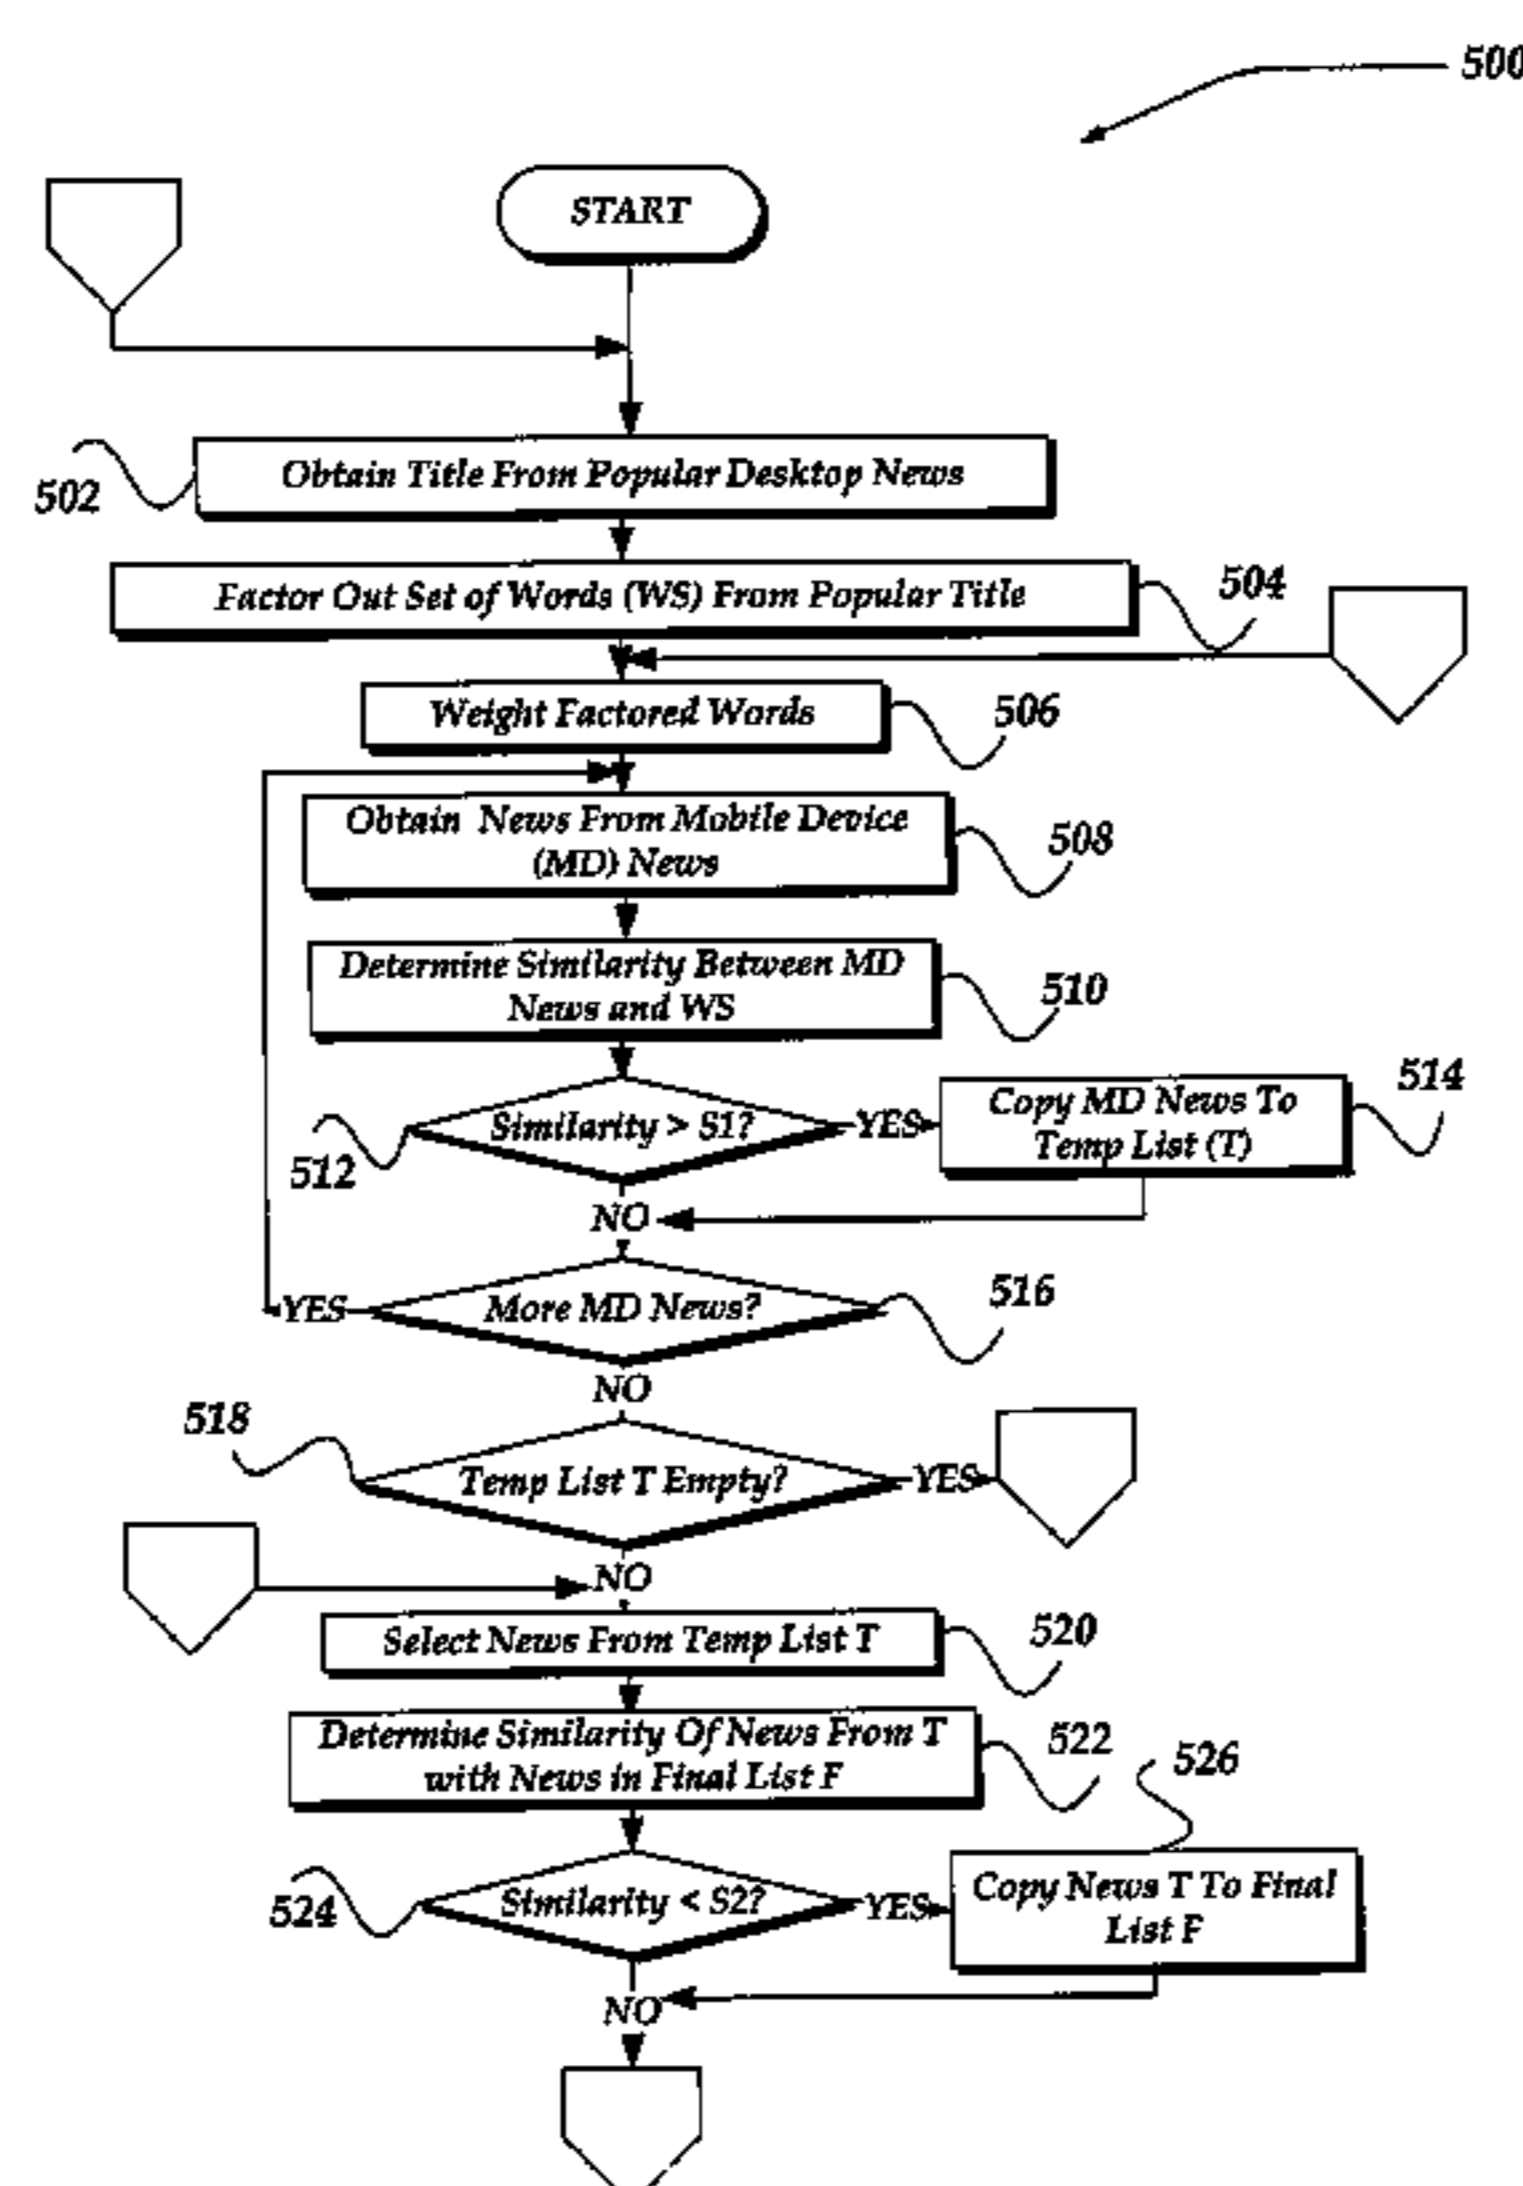 500
START
502
Obtain Title From Popular Desktop News
Factor Out Set of Words (WS) From Popular Title
504
Weight Factored Words
506
Obtain News From Mobile Device
(MD) News
508
Determine Similarity Between MD
News and WS
510
512
Similarity > S1?
YES
Copy MD News To
Temp List (T)
514
NO
YES
More MD News?
516
NO
518
Temp List T Empty?
YES
NO
Select News From Temp List T
520
Determine Similarity Of News From T
with News in Final List F
522
526
524
Similarity < S2?
YES
Copy News T To Final
List F
NO